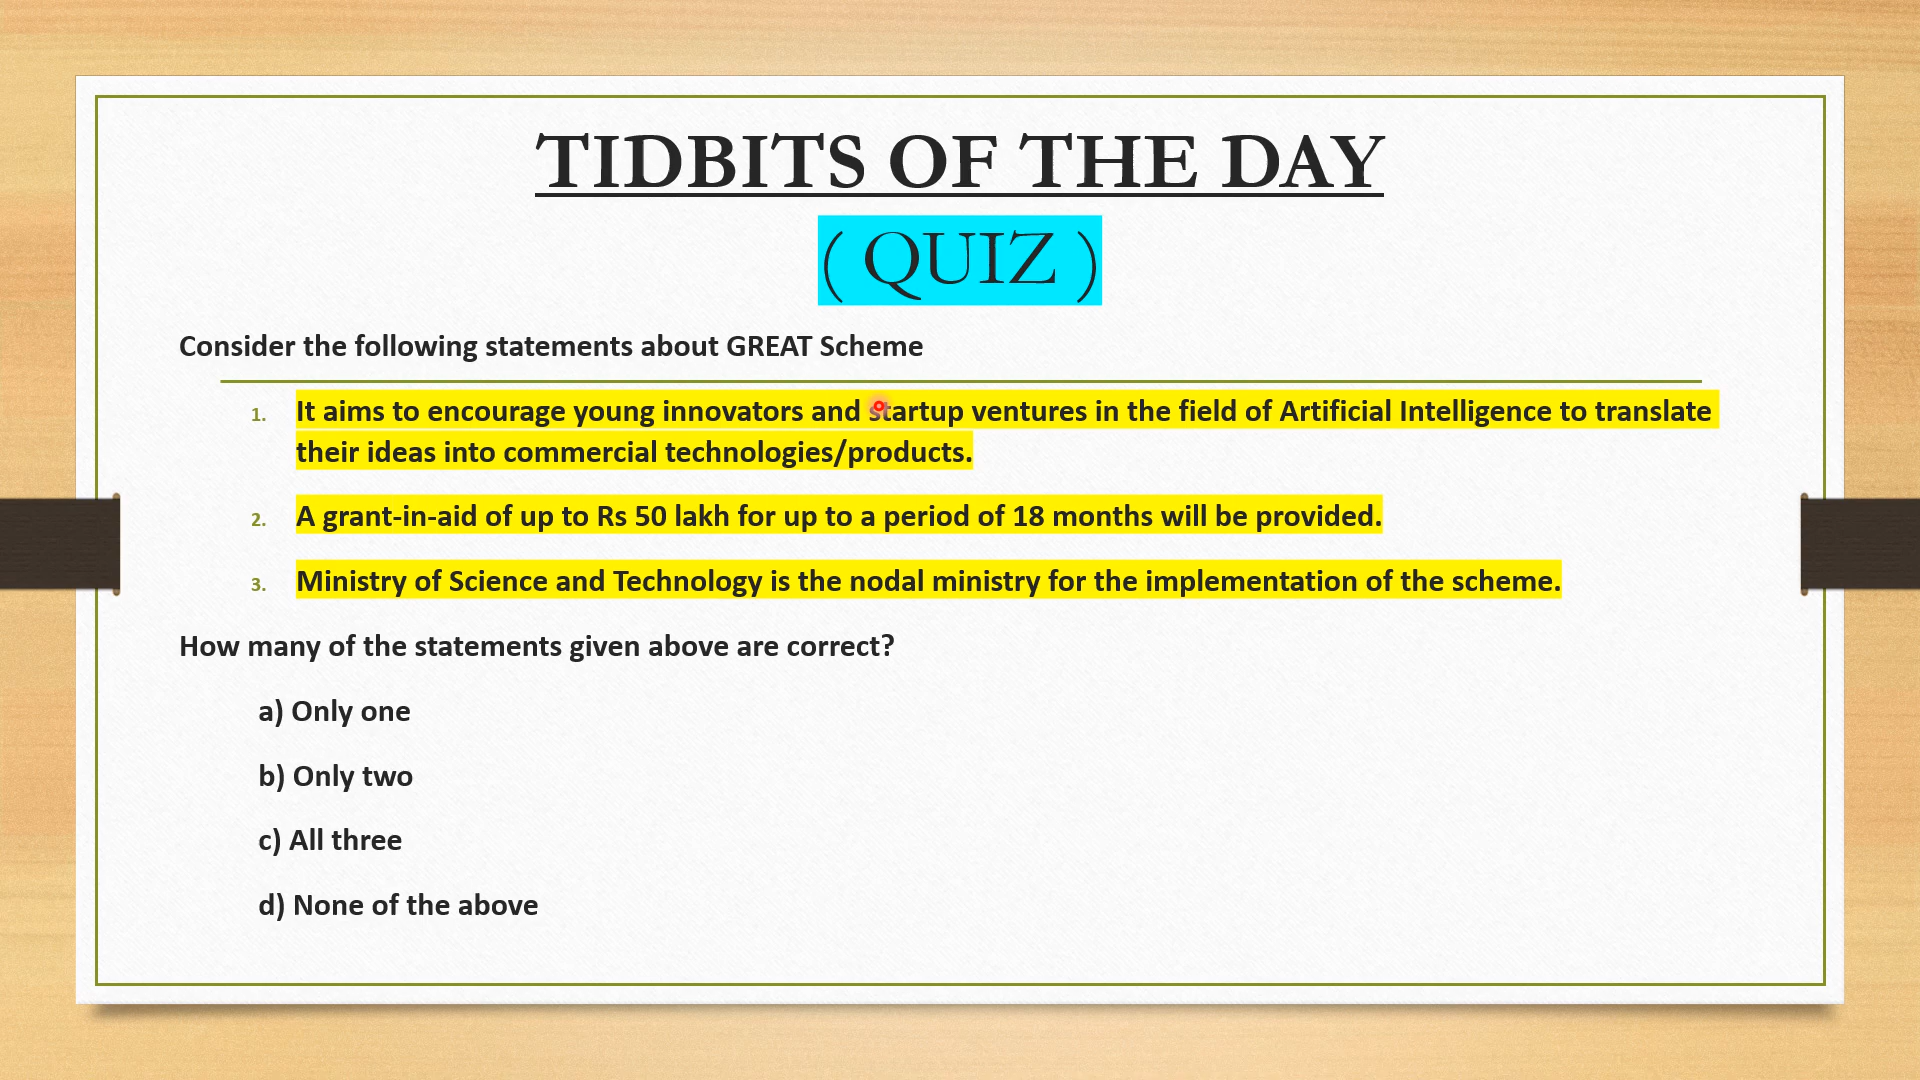 TIDBITS OF THE DAY
( QUIZ )
Consider the following statements about GREAT Scheme
1. It aims to encourage young innovators and startup ventures in the field of Artificial Intelligence to translate
their ideas into commercial technologies/products.
2. A grant-in-aid of up to Rs 50 lakh for up to a period of 18 months will be provided.
3. Ministry of Science and Technology is the nodal ministry for the implementation of the scheme.
How many of the statements given above are correct?
a) Only one
b) Only two
c) All three
d) None of the above